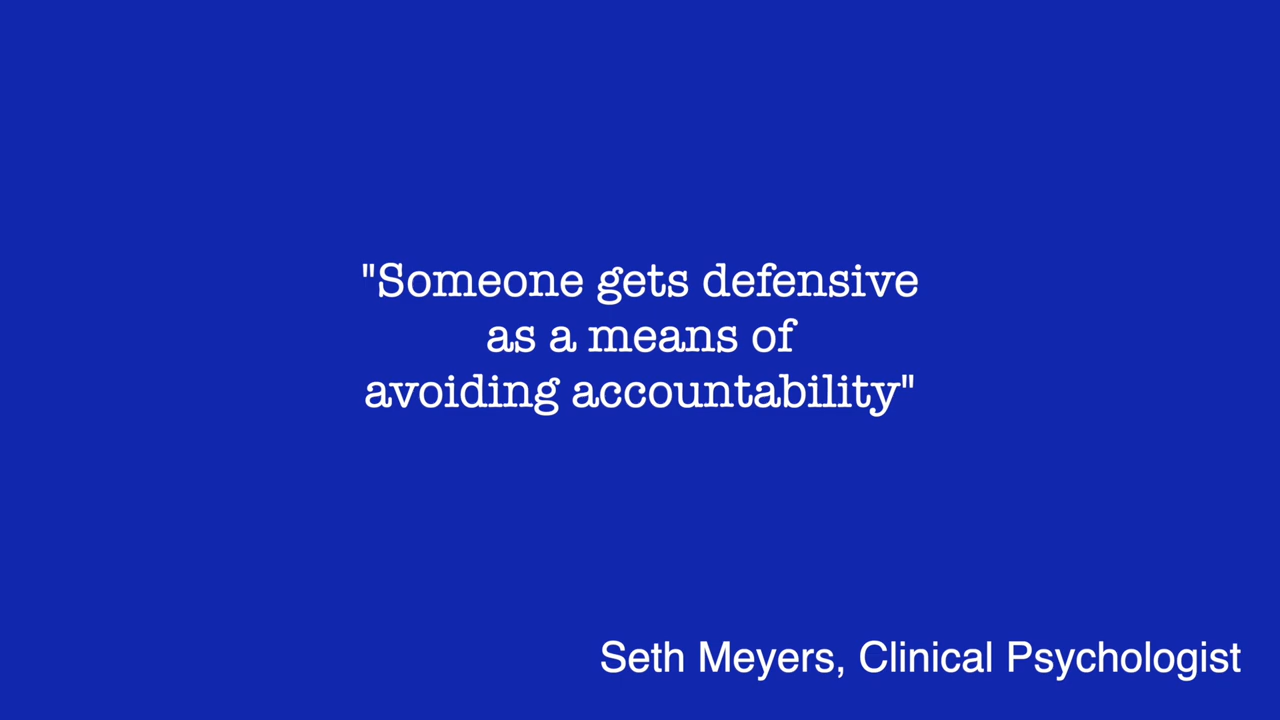 "Someone gets defensive
as a means of
avoiding accountability"
Seth Meyers, Clinical Psychologist